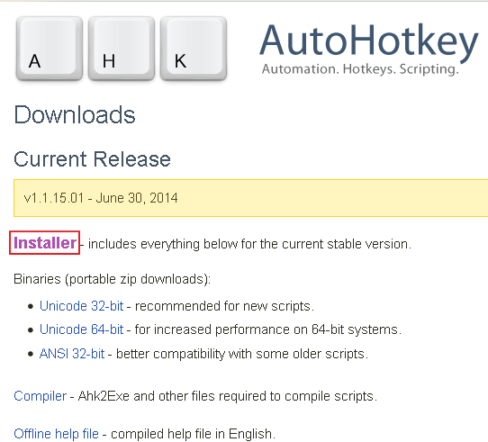 A H K AutoHotkey
Automation. Hotkeys. Scripting.
Downloads
Current Release
v1.1.15.01 - June 30, 2014
Installer - includes everything below for the current stable version.
Binaries (portable zip downloads):
• Unicode 32-bit - recommended for new scripts.
• Unicode 64-bit - for increased performance on 64-bit systems.
• ANSI 32-bit - better compatibility with some older scripts.
Compiler - Ahk2Exe and other files required to compile scripts.
Offline help file - compiled help file in English.